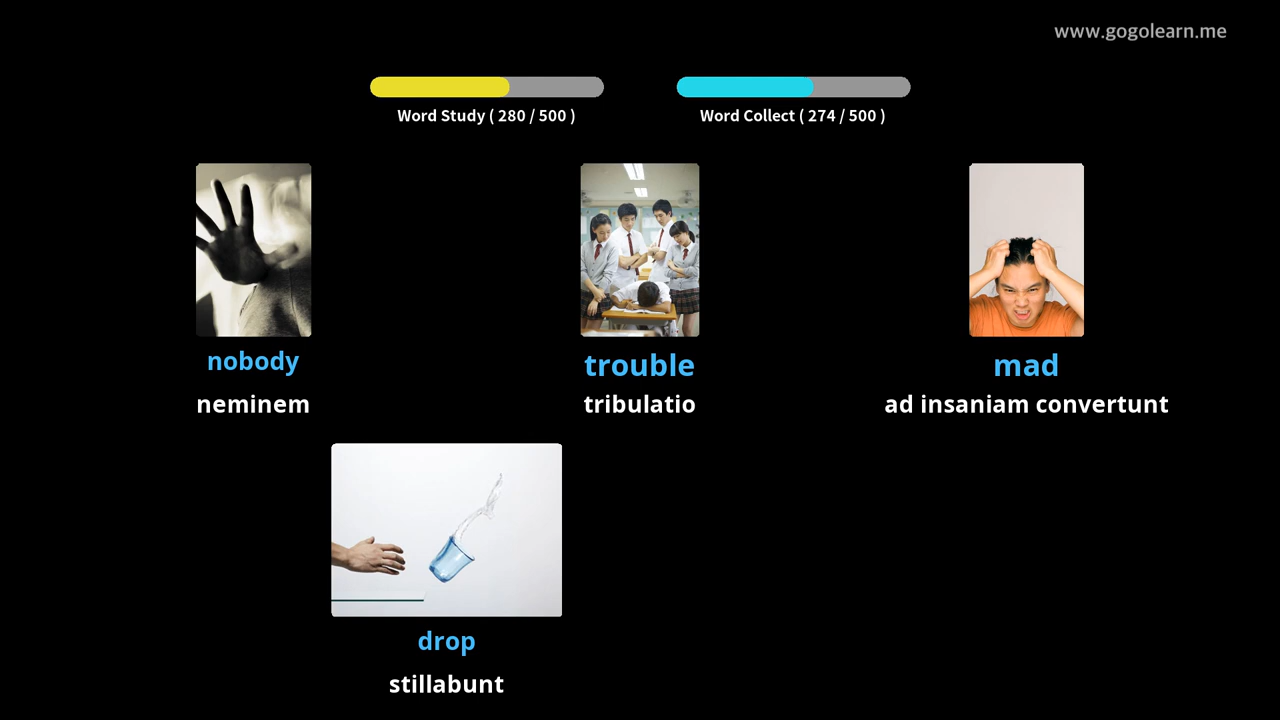 www.gogolearn.me
Word Study ( 280 / 500 )
Word Collect ( 274 / 500 )
nobody
trouble
mad
neminem
tribulatio
ad insaniam convertunt
drop
stillabunt